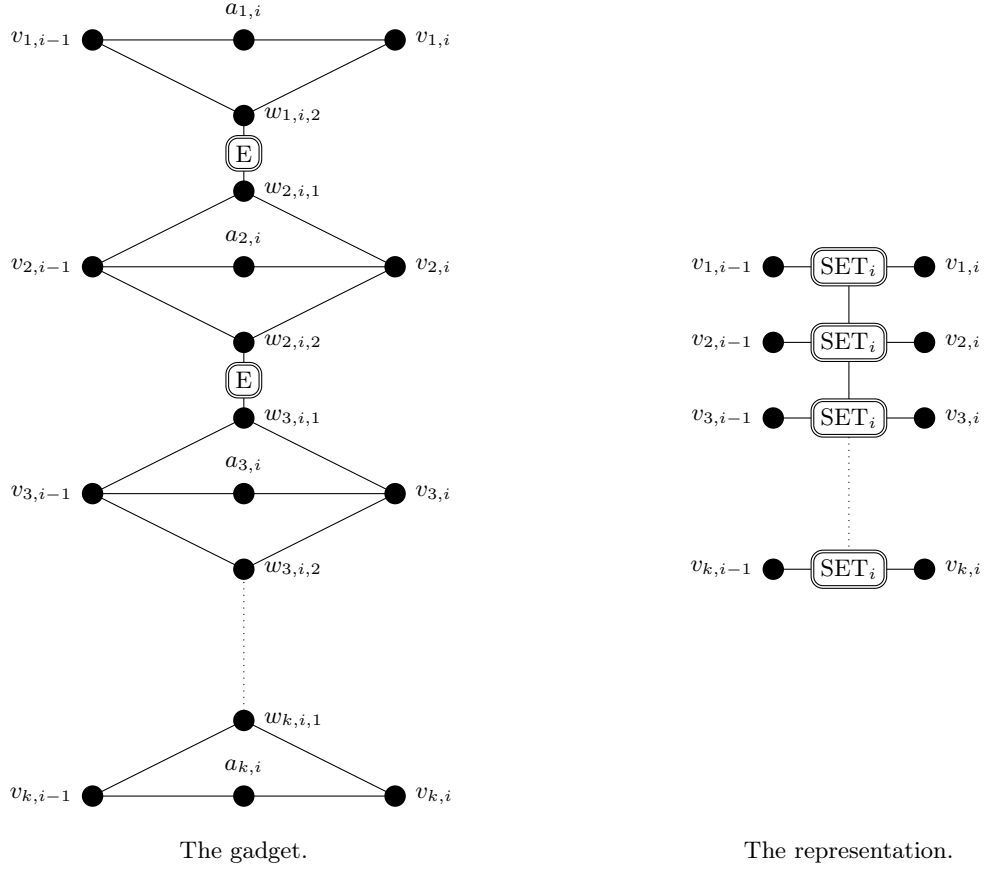 a_{1,i}
v_{1,i−1}
v_{1,i}
w_{1,i,2}
E
w_{2,i,1}
a_{2,i}
v_{2,i−1}
v_{2,i}
w_{2,i,2}
E
w_{3,i,1}
a_{3,i}
v_{3,i−1}
v_{3,i}
w_{3,i,2}
w_{k,i,1}
a_{k,i}
v_{k,i−1}
v_{k,i}
The gadget.
v_{1,i−1} SET_i v_{1,i}
v_{2,i−1} SET_i v_{2,i}
v_{3,i−1} SET_i v_{3,i}
v_{k,i−1} SET_i v_{k,i}
The representation.